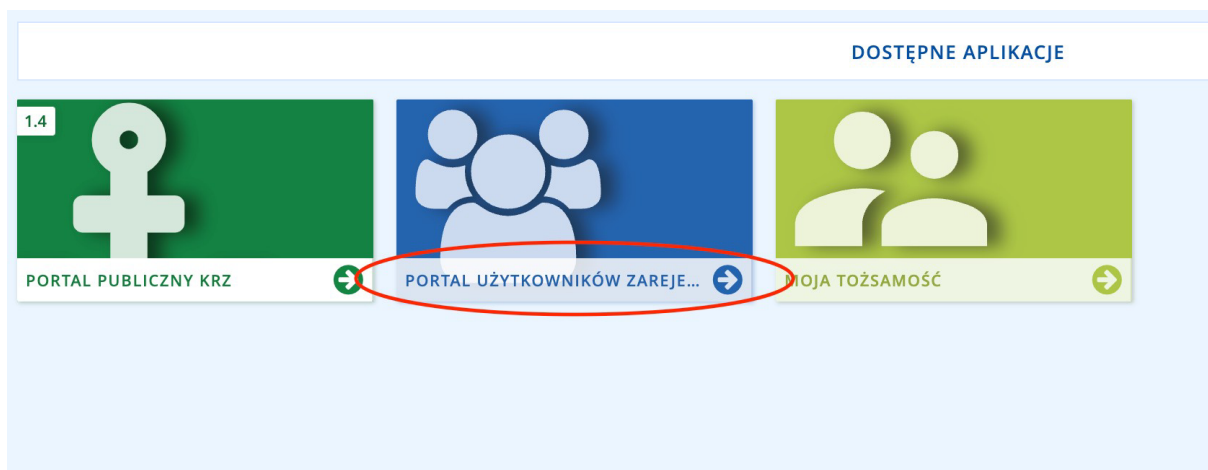 DOSTĘPNE APLIKACJE
1.4
PORTAL PUBLICZNY KRZ
PORTAL UŻYTKOWNIKÓW ZAREJE...
MOJA TOŻSAMOŚĆ